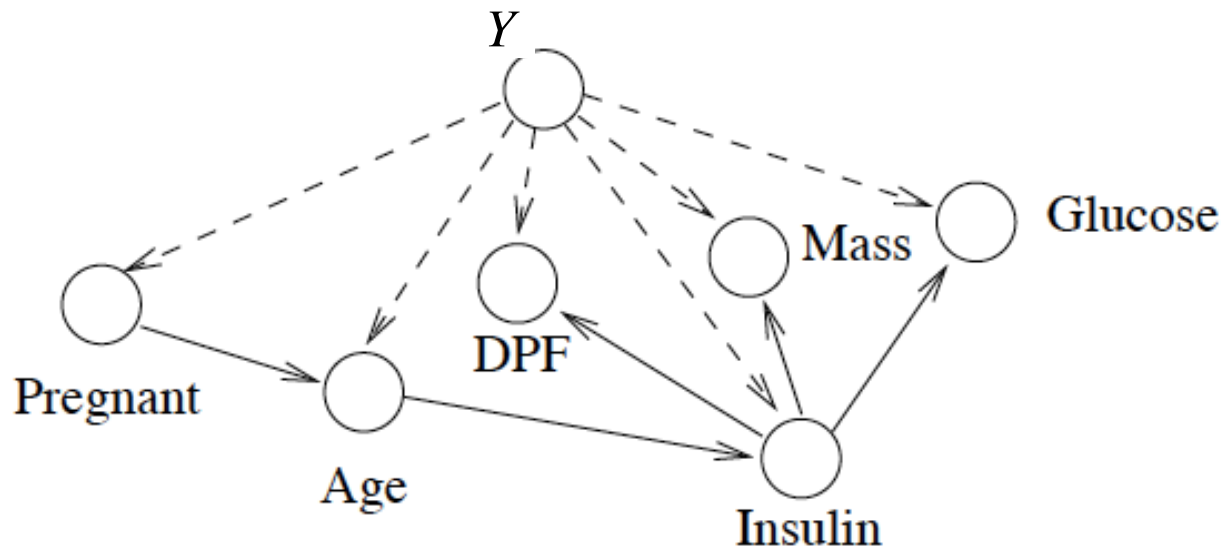 Y
Glucose
Mass
DPF
Pregnant
Age
Insulin